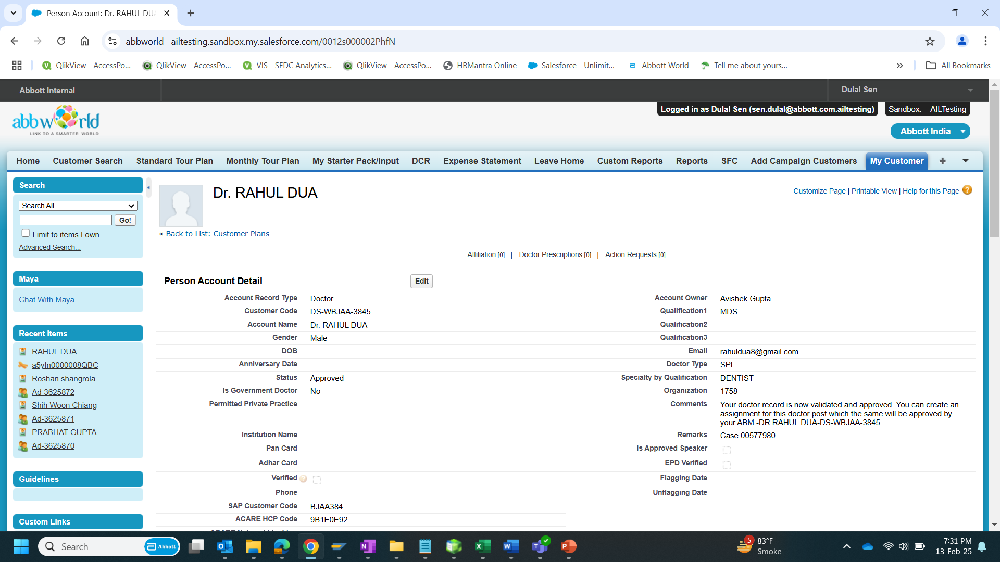 Person Account: Dr. RAHUL DU
abbworld--ailtesting.sandbox.my.salesforce.com/0012s000002PhfN
QlikView - AccessPo...
QlikView - AccessPo...
VIS - SFDC Analytics...
QlikView - AccessPo...
HRMantra Online
Salesforce - Unlimit...
Abbott World
Tell me about yours...
All Bookmarks
Abbott Internal
Dulal Sen
Logged in as Dulal Sen (sen.dulal@abbott.com.ailtesting)
Sandbox: AILTesting
abbworld
LINK TO A SMARTER WORLD
Abbott India
Home
Customer Search
Standard Tour Plan
Monthly Tour Plan
My Starter Pack/Input
DCR
Expense Statement
Leave Home
Custom Reports
Reports
SFC
Add Campaign Customers
My Customer
Search
Search All
Go!
Limit to items I own
Advanced Search...
Maya
Chat With Maya
Recent Items
RAHUL DUA
a5yIn0000008QBC
Roshan shangrola
Ad-3625872
Shih Woon Chiang
Ad-3625871
PRABHAT GUPTA
Ad-3625870
Guidelines
Custom Links
Dr. RAHUL DUA
Customize Page | Printable View | Help for this Page
« Back to List: Customer Plans
Affiliation [0] | Doctor Prescriptions [0] | Action Requests [0]
Person Account Detail
Edit
Account Record Type Doctor
Account Owner Avishek Gupta
Customer Code DS-WBJAA-3845
Qualification1 MDS
Account Name Dr. RAHUL DUA
Qualification2
Gender Male
Qualification3
DOB
Email rahuldua8@gmail.com
Anniversary Date
Doctor Type SPL
Status Approved
Specialty by Qualification DENTIST
Is Government Doctor No
Organization 1758
Permitted Private Practice
Comments Your doctor record is now validated and approved. You can create an
assignment for this doctor post which the same will be approved by
your ABM.-DR RAHUL DUA-DS-WBJAA-3845
Institution Name
Remarks Case 00577980
Pan Card
Is Approved Speaker
Adhar Card
EPD Verified
Verified
Flagging Date
Phone
Unflagging Date
SAP Customer Code BJAA384
ACARE HCP Code 9B1E0E92
Search
Abbott
5
83°F
Smoke
7:31 PM
13-Feb-25